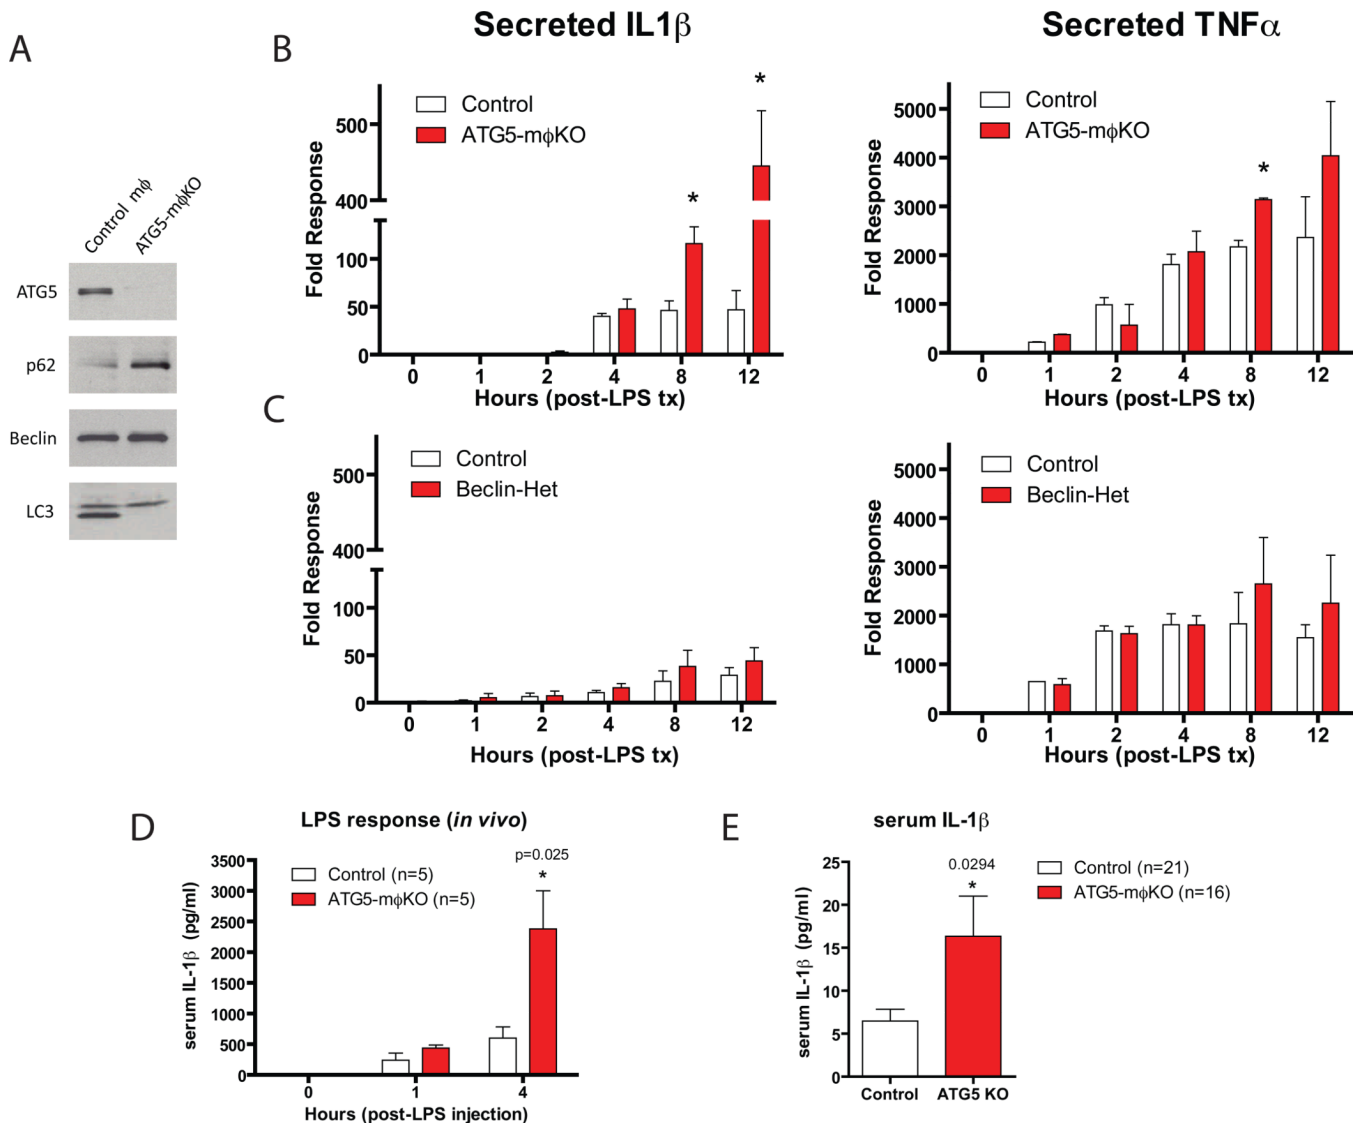 A
Control mϕ
ATG5-mϕKO
ATG5
p62
Beclin
LC3
B
Secreted IL1β
Control
ATG5-mϕKO
Fold Response
500
400
100
50
0
*
*
0 1 2 4 8 12
Hours (post-LPS tx)
Secreted TNFα
Control
ATG5-mϕKO
Fold Response
5000
4000
3000
2000
1000
0
*
0 1 2 4 8 12
Hours (post-LPS tx)
C
Control
Beclin-Het
Fold Response
500
400
100
50
0
0 1 2 4 8 12
Hours (post-LPS tx)
Control
Beclin-Het
Fold Response
5000
4000
3000
2000
1000
0
0 1 2 4 8 12
Hours (post-LPS tx)
D
LPS response (in vivo)
Control (n=5)
ATG5-mϕKO (n=5)
p=0.025
*
serum IL-1β (pg/ml)
3500
3000
2500
2000
1500
1000
500
0
0 1 4
Hours (post-LPS injection)
E
serum IL-1β
0.0294
*
Control (n=21)
ATG5-mϕKO (n=16)
serum IL-1β (pg/ml)
25
20
15
10
5
0
Control ATG5 KO